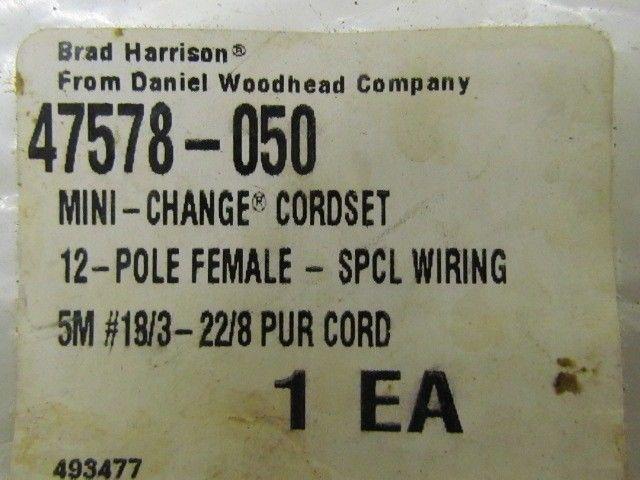 Brad Harrison®
From Daniel Woodhead Company
47578-050
MINI-CHANGE® CORDSET
12-POLE FEMALE - SPCL WIRING
5M #18/3-22/8 PUR CORD
1 EA
493477